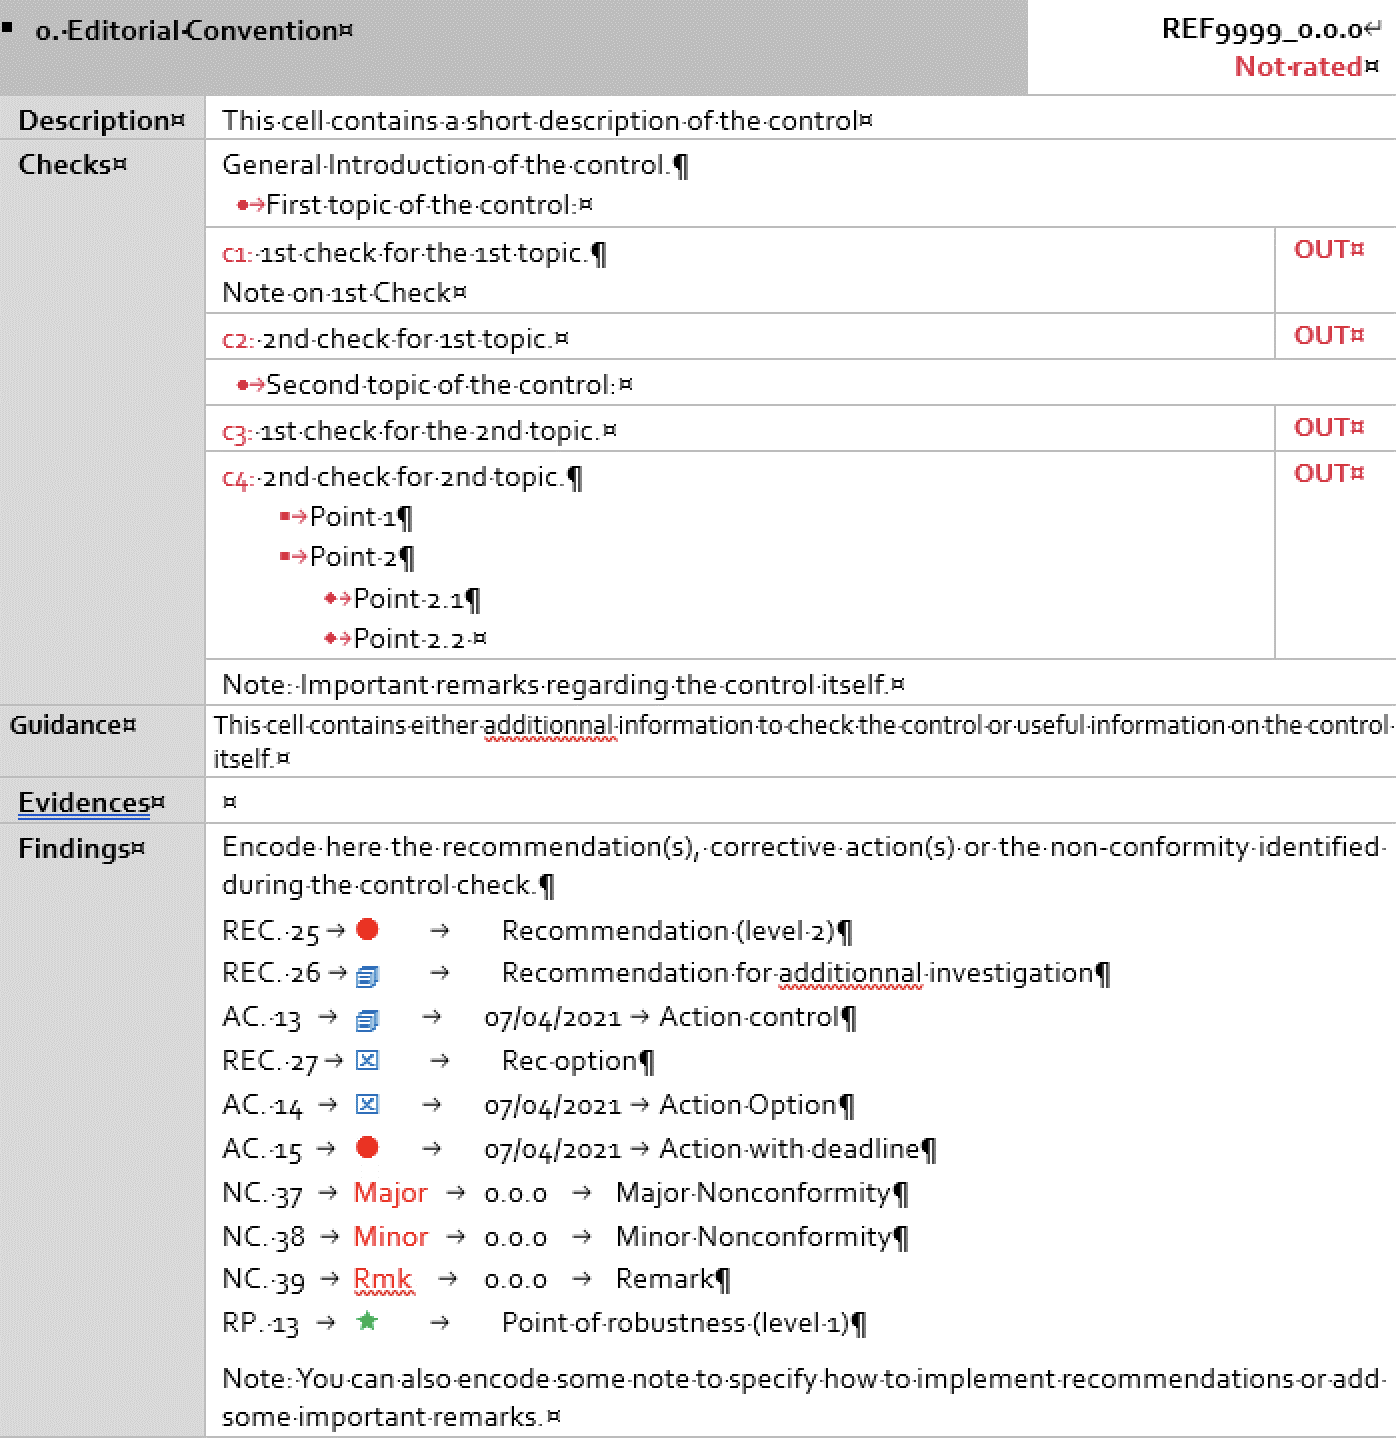 0. Editorial Convention¤
REF9999_0.0.0↵
Not rated¤
Description¤
This cell contains a short description of the control¤
Checks¤
General Introduction of the control.¶
●→First topic of the control:¤
c1: 1st check for the 1st topic.¶
OUT¤
Note on 1st Check¤
c2: 2nd check for 1st topic.¤
OUT¤
●→Second topic of the control:¤
c3: 1st check for the 2nd topic.¤
OUT¤
c4: 2nd check for 2nd topic.¶
OUT¤
■→Point 1¶
■→Point 2¶
◆→Point 2.1¶
◆→Point 2.2 ¤
Note: Important remarks regarding the control itself.¤
Guidance¤
This cell contains either additionnal information to check the control or useful information on the control
itself.¤
Evidences¤
¤
Findings¤
Encode here the recommendation(s), corrective action(s) or the non-conformity identified
during the control check.¶
REC. 25 → → Recommendation (level 2)¶
REC. 26 → → Recommendation for additionnal investigation¶
AC. 13 → → 07/04/2021 → Action control¶
REC. 27 → → Rec option¶
AC. 14 → → 07/04/2021 → Action Option¶
AC. 15 → → 07/04/2021 → Action with deadline¶
NC. 37 → Major → 0.0.0 → Major Nonconformity¶
NC. 38 → Minor → 0.0.0 → Minor Nonconformity¶
NC. 39 → Rmk → 0.0.0 → Remark¶
RP. 13 → ★ → Point of robustness (level 1)¶
Note: You can also encode some note to specify how to implement recommendations or add
some important remarks.¤